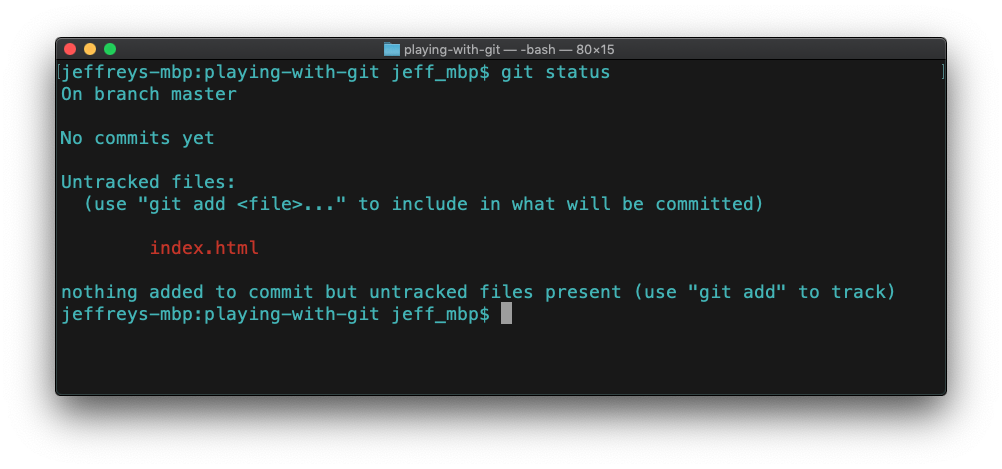 playing-with-git — -bash — 80×15
[jeffreys-mbp:playing-with-git jeff_mbp$ git status ]
On branch master
No commits yet
Untracked files:
(use "git add <file>..." to include in what will be committed)
index.html
nothing added to commit but untracked files present (use "git add" to track)
jeffreys-mbp:playing-with-git jeff_mbp$